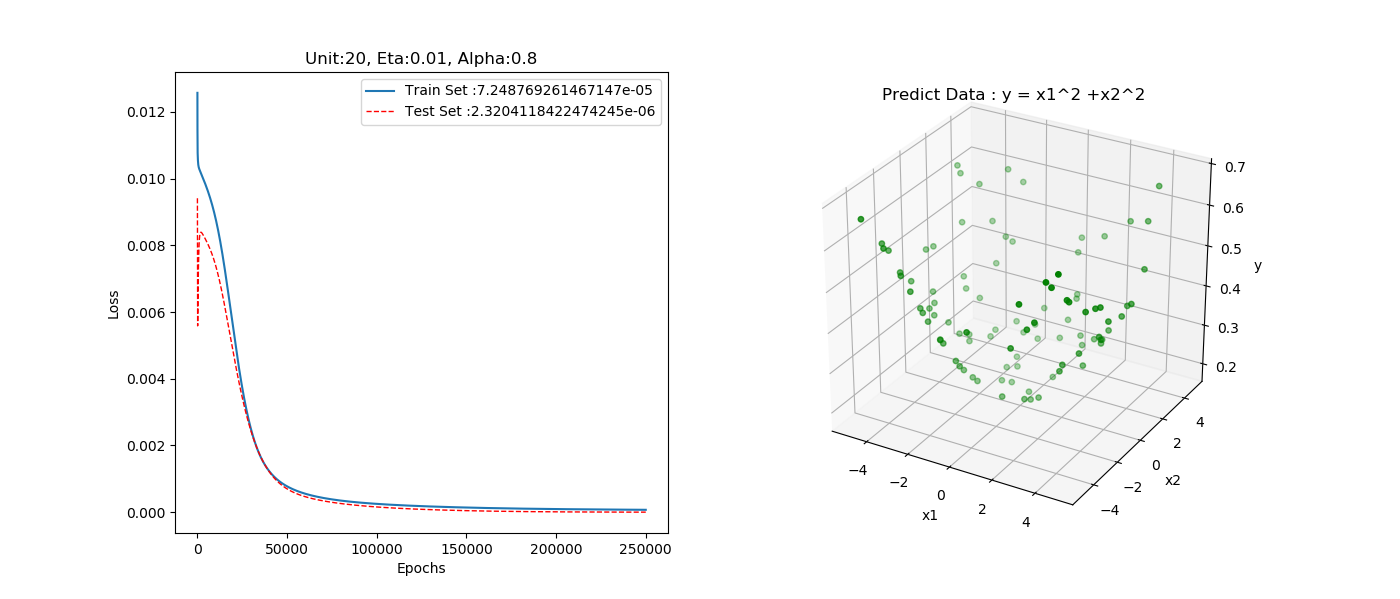 Unit:20, Eta:0.01, Alpha:0.8
Train Set :7.248769261467147e-05
Test Set :2.3204118422474245e-06
0.012
0.010
0.008
0.006
0.004
0.002
0.000
Loss
0 50000 100000 150000 200000 250000
Epochs
Predict Data : y = x1^2 +x2^2
0.7
0.6
0.5
0.4
0.3
0.2
y
−4 −2 0 2 4
x1
−4 −2 0 2 4
x2